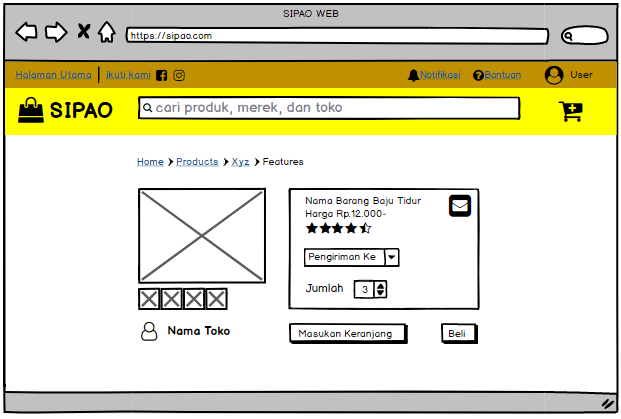 SIPAO WEB
https://sipao.com
Halaman Utama ikuti kami Notifikasi Bantuan User
SIPAO cari produk, merek, dan toko
Home Products Xyz Features
Nama Barang Baju Tidur
Harga Rp.12.000-
Pengiriman Ke
Jumlah 3
Nama Toko Masukan Keranjang Beli